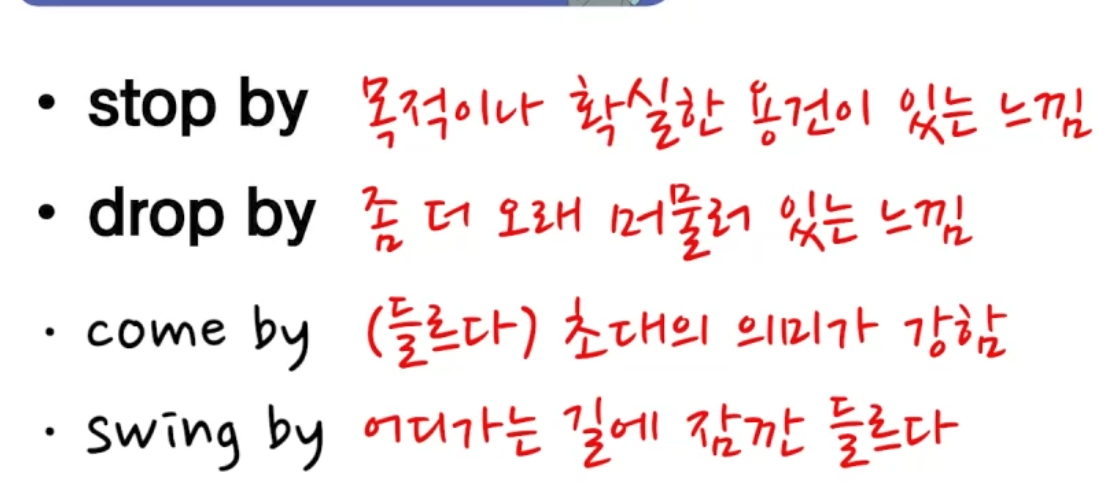 • stop by 목적이나 확실한 용건이 있는 느낌
• drop by 좀 더 오래 머물러 있는 느낌
· come by (들르다) 초대의 의미가 강함
· swing by 어디가는 길에 잠깐 들르다